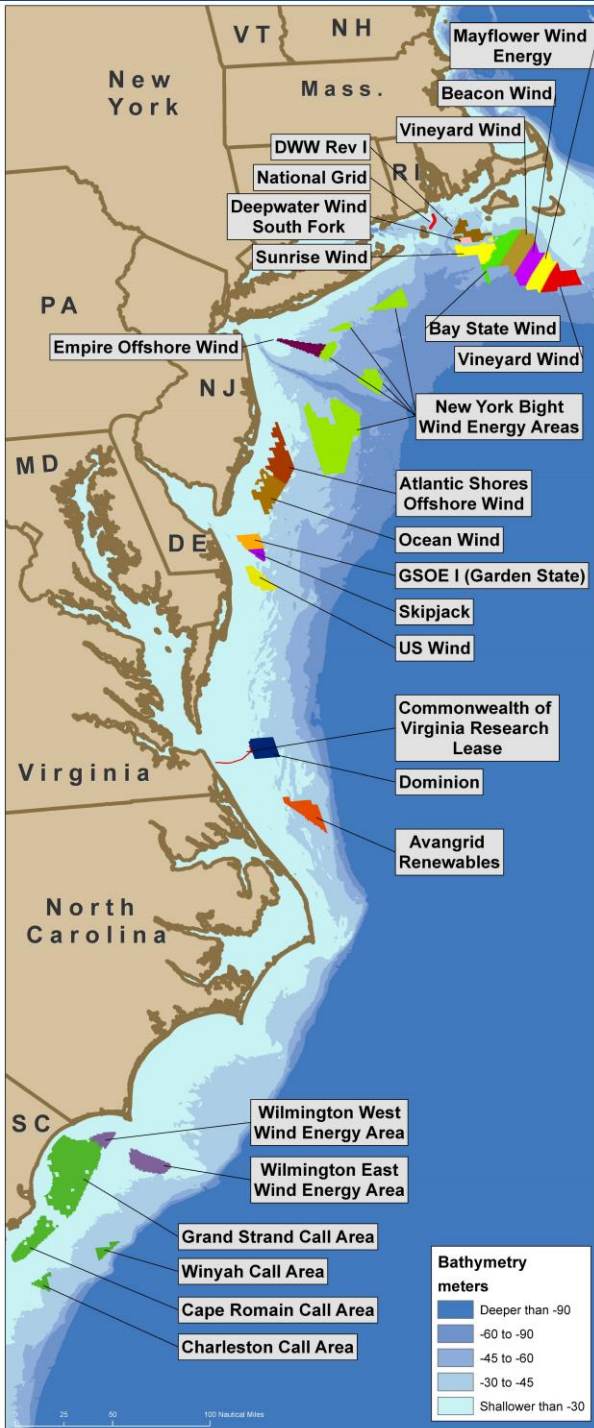 VT
NH
New
York
Mass.
Mayflower Wind
Energy
Beacon Wind
Vineyard Wind
DWW Rev I
RI
National Grid
Deepwater Wind
South Fork
Sunrise Wind
PA
Bay State Wind
Vineyard Wind
Empire Offshore Wind
NJ
New York Bight
Wind Energy Areas
MD
Atlantic Shores
Offshore Wind
DE
Ocean Wind
GSOE I (Garden State)
Skipjack
US Wind
Commonwealth of
Virginia Research
Lease
Virginia
Dominion
Avangrid
Renewables
North
Carolina
SC
Wilmington West
Wind Energy Area
Wilmington East
Wind Energy Area
Grand Strand Call Area
Winyah Call Area
Cape Romain Call Area
Charleston Call Area
Bathymetry
meters
Deeper than -90
-60 to -90
-45 to -60
-30 to -45
Shallower than -30
25 50 100 Nautical Miles